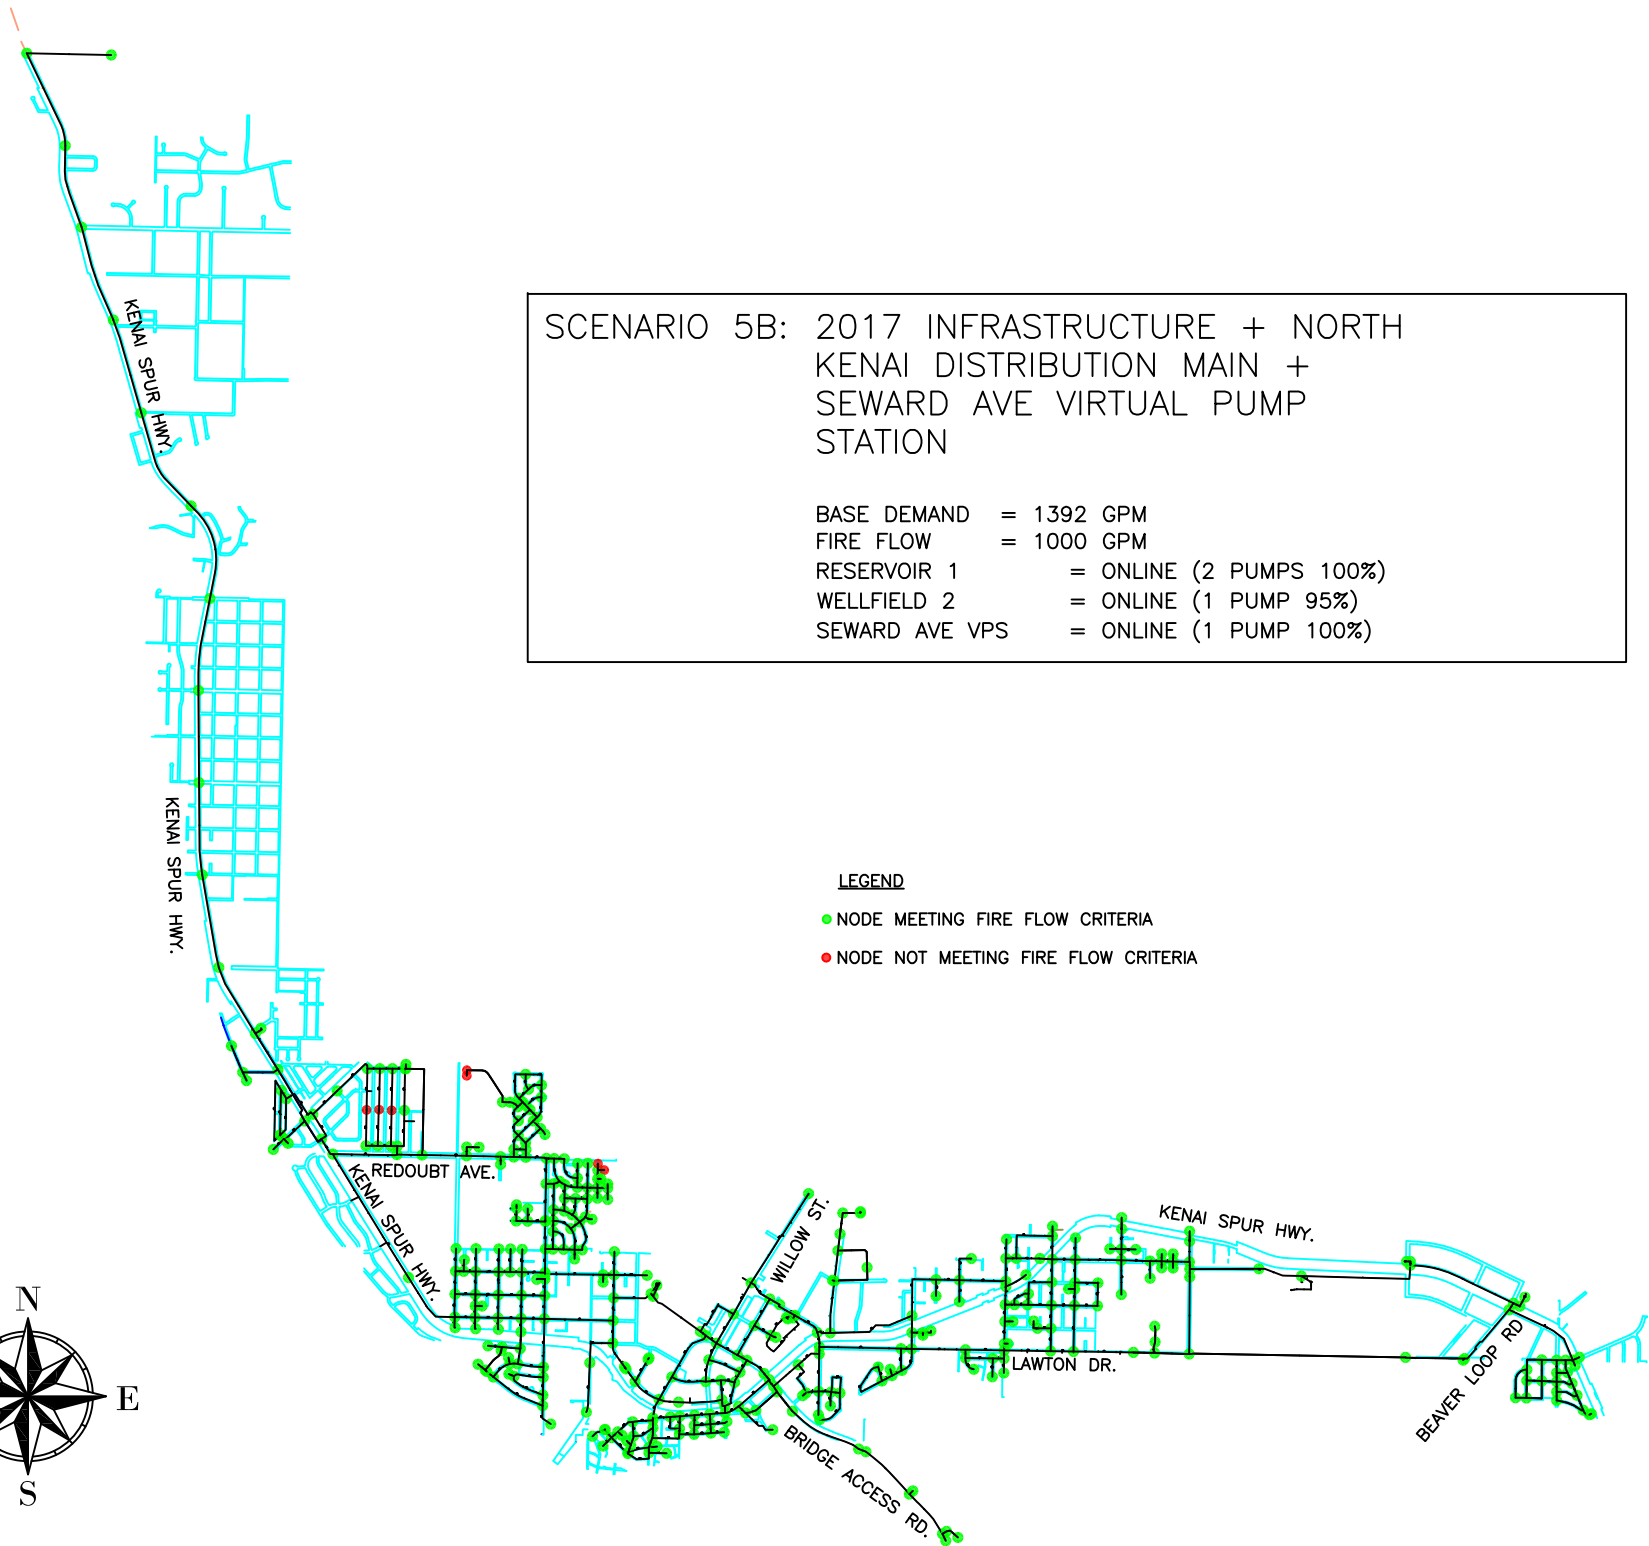 SCENARIO 5B: 2017 INFRASTRUCTURE + NORTH
KENAI DISTRIBUTION MAIN +
SEWARD AVE VIRTUAL PUMP
STATION
BASE DEMAND = 1392 GPM
FIRE FLOW = 1000 GPM
RESERVOIR 1 = ONLINE (2 PUMPS 100%)
WELLFIELD 2 = ONLINE (1 PUMP 95%)
SEWARD AVE VPS = ONLINE (1 PUMP 100%)
KENAI SPUR HWY.
KENAI SPUR HWY.
LEGEND
NODE MEETING FIRE FLOW CRITERIA
NODE NOT MEETING FIRE FLOW CRITERIA
REDOUBT AVE.
KENAI SPUR HWY.
WILLOW ST.
KENAI SPUR HWY.
LAWTON DR.
BEAVER LOOP RD
BRIDGE ACCESS RD.
N
E
S